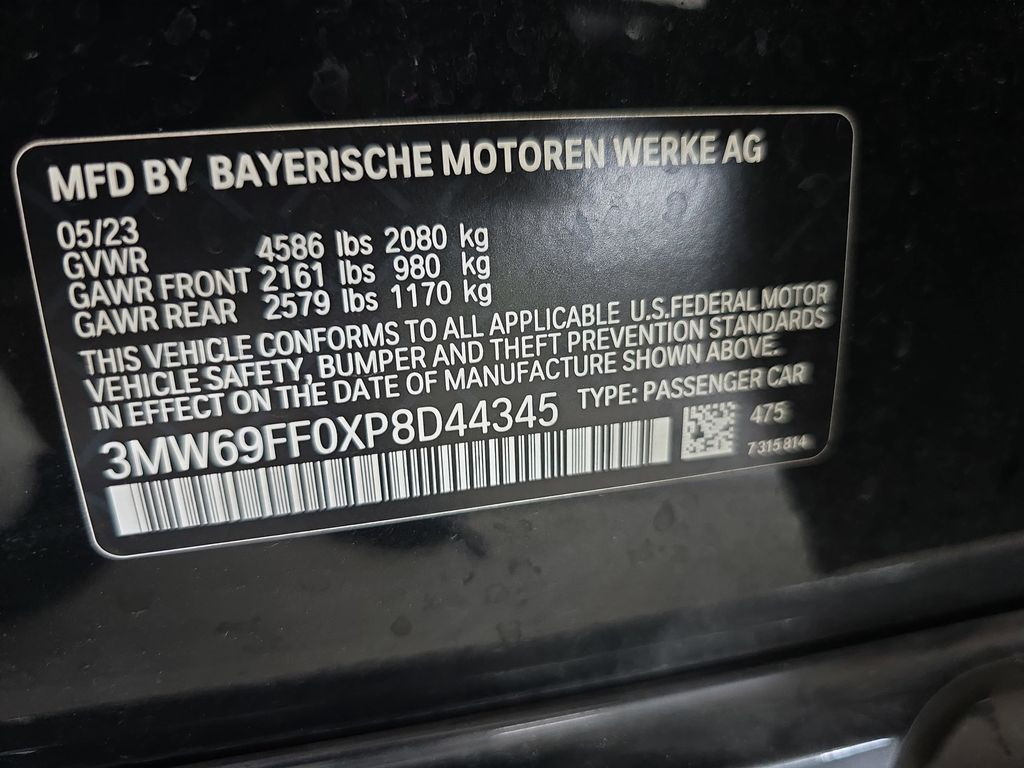 MFD BY BAYERISCHE MOTOREN WERKE AG
05/23
GVWR 4586 lbs 2080 kg
GAWR FRONT 2161 lbs 980 kg
GAWR REAR 2579 lbs 1170 kg
THIS VEHICLE CONFORMS TO ALL APPLICABLE U.S.FEDERAL MOTOR
VEHICLE SAFETY, BUMPER AND THEFT PREVENTION STANDARDS
IN EFFECT ON THE DATE OF MANUFACTURE SHOWN ABOVE.
3MW69FF0XP8D44345 TYPE: PASSENGER CAR
475
7 315 814